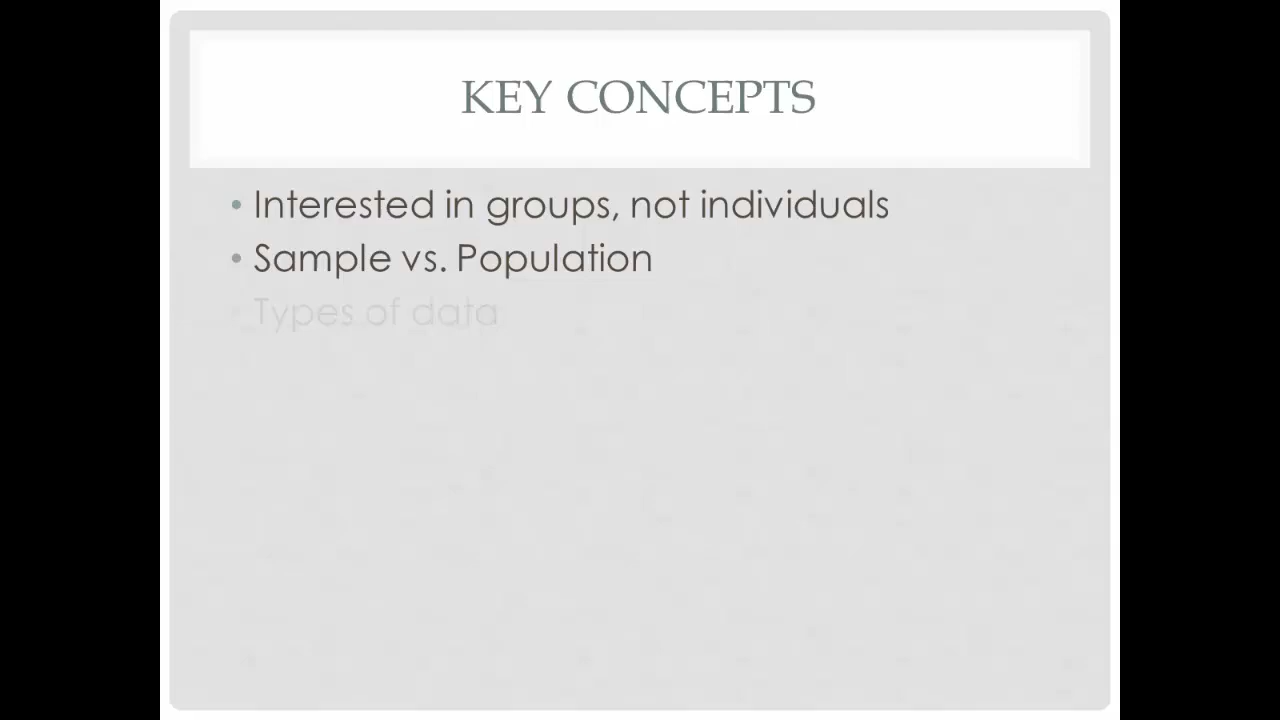 KEY CONCEPTS
• Interested in groups, not individuals
• Sample vs. Population
• Types of data